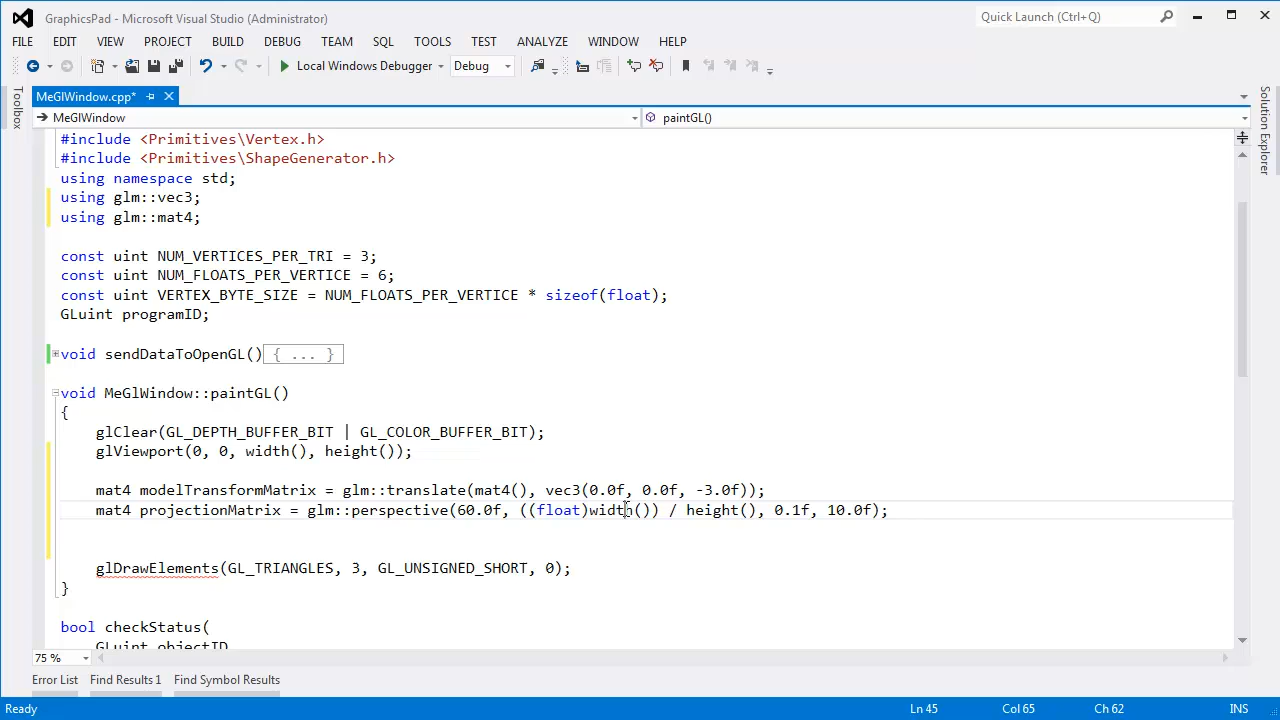 GraphicsPad - Microsoft Visual Studio (Administrator)
Quick Launch (Ctrl+Q)
FILE EDIT VIEW PROJECT BUILD DEBUG TEAM SQL TOOLS TEST ANALYZE WINDOW HELP
Local Windows Debugger Debug
MeGlWindow.cpp*
Toolbox
Solution Explorer
MeGlWindow paintGL()
#include <Primitives\Vertex.h>
#include <Primitives\ShapeGenerator.h>
using namespace std;
using glm::vec3;
using glm::mat4;
const uint NUM_VERTICES_PER_TRI = 3;
const uint NUM_FLOATS_PER_VERTICE = 6;
const uint VERTEX_BYTE_SIZE = NUM_FLOATS_PER_VERTICE * sizeof(float);
GLuint programID;
void sendDataToOpenGL(){ ... }
void MeGlWindow::paintGL()
{
glClear(GL_DEPTH_BUFFER_BIT | GL_COLOR_BUFFER_BIT);
glViewport(0, 0, width(), height());
mat4 modelTransformMatrix = glm::translate(mat4(), vec3(0.0f, 0.0f, -3.0f));
mat4 projectionMatrix = glm::perspective(60.0f, ((float)width()) / height(), 0.1f, 10.0f);
glDrawElements(GL_TRIANGLES, 3, GL_UNSIGNED_SHORT, 0);
}
bool checkStatus(
GLuint objectID,
75 %
Error List Find Results 1 Find Symbol Results
Ready Ln 45 Col 65 Ch 62 INS